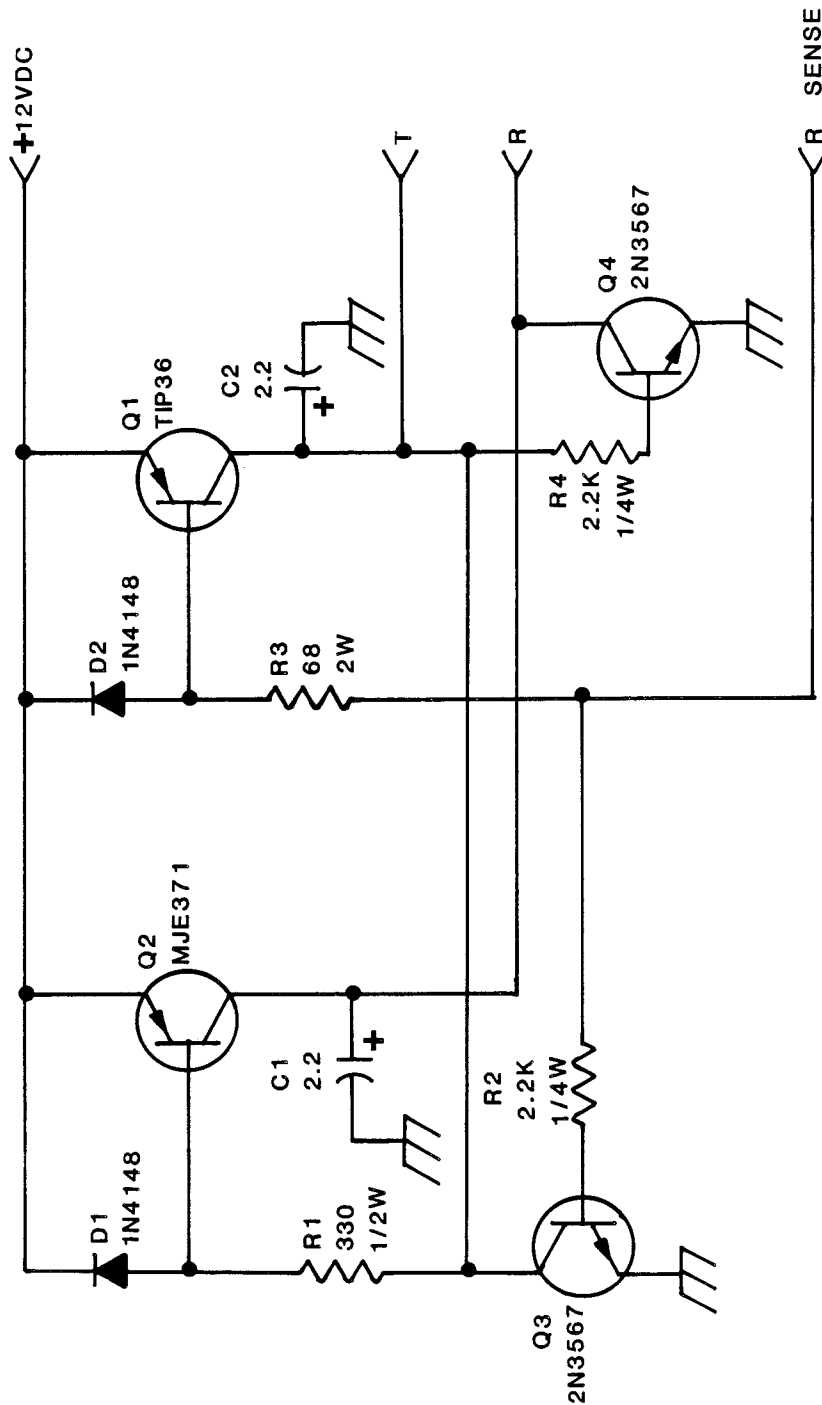 +12VDC
D1
1N4148
Q2
MJE371
D2
1N4148
Q1
TIP36
C1
2.2
+
C2
2.2
+
T
R1
330
1/2W
R3
68
2W
R4
2.2K
1/4W
R
Q4
2N3567
R2
2.2K
1/4W
Q3
2N3567
R SENSE